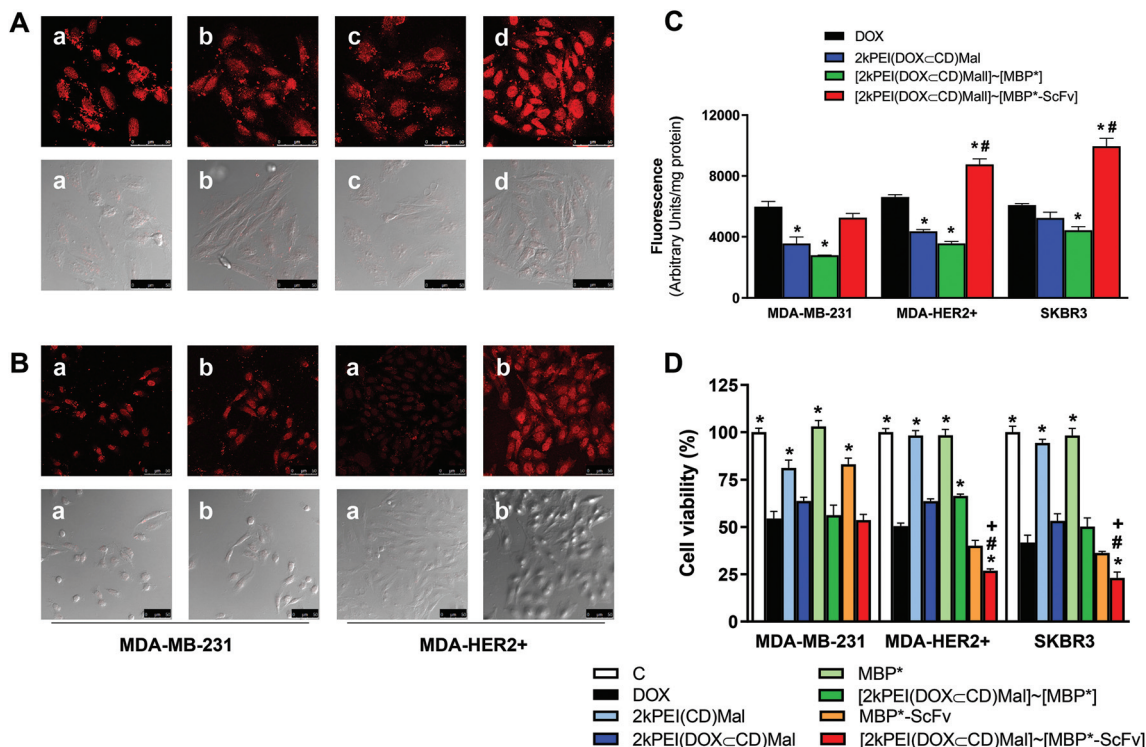 A
a
b
c
d
a
b
c
d
B
a
b
a
b
a
b
a
b
MDA-MB-231
MDA-HER2+
C
DOX
2kPEI(DOX⊂CD)Mal
[2kPEI(DOX⊂CD)Mall]~[MBP*]
[2kPEI(DOX⊂CD)Mall]~[MBP*-ScFv]
Fluorescence
(Arbitrary Units/mg protein)
12000
8000
4000
0
*
*
* #
*
*
* #
*
MDA-MB-231
MDA-HER2+
SKBR3
D
Cell viability (%)
125
100
75
50
25
0
*
*
*
*
*
*
*
*
+
#
*
*
*
*
+
#
*
MDA-MB-231
MDA-HER2+
SKBR3
C
DOX
2kPEI(CD)Mal
2kPEI(DOX⊂CD)Mal
MBP*
[2kPEI(DOX⊂CD)Mal]~[MBP*]
MBP*-ScFv
[2kPEI(DOX⊂CD)Mal]~[MBP*-ScFv]